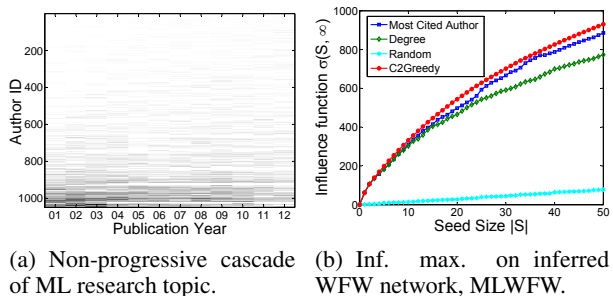 0
200
400
600
800
1000
Author ID
01 02 03 04 05 06 07 08 09 10 11 12
Publication Year
1000
800
600
400
200
0
Influence function σ(S, ∞)
Most Cited Author
Degree
Random
C2Greedy
0 10 20 30 40 50
Seed Size |S|
(a) Non-progressive cascade
of ML research topic.
(b) Inf. max. on inferred
WFW network, MLWFW.